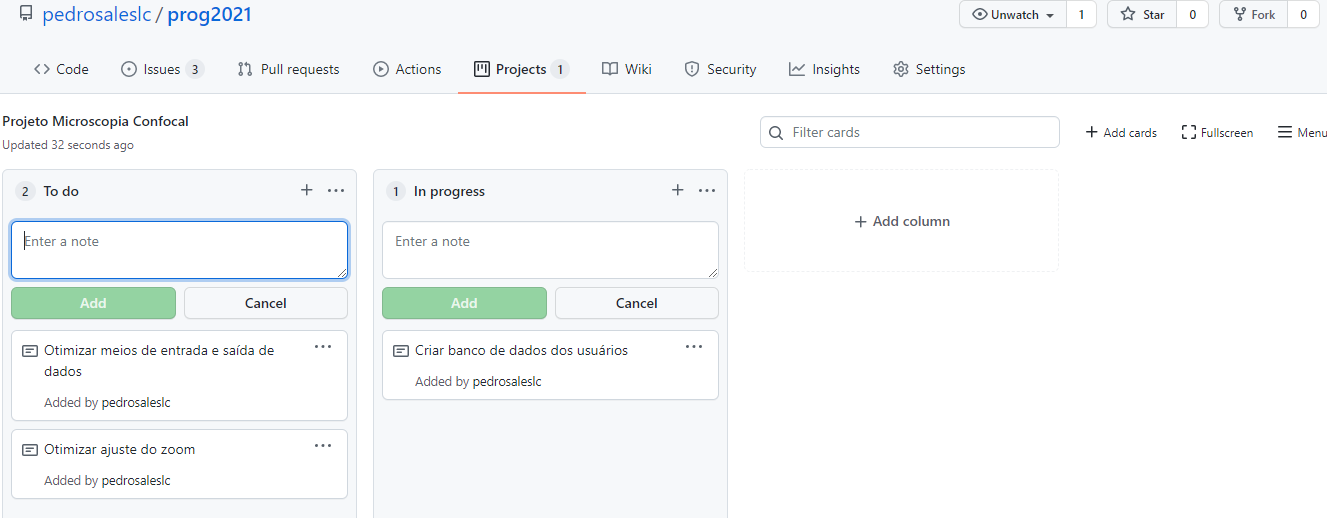 pedrosaleslc / prog2021
Unwatch 1 Star 0 Fork 0
Code Issues 3 Pull requests Actions Projects 1 Wiki Security Insights Settings
Projeto Microscopia Confocal
Updated 32 seconds ago
Filter cards
Add cards Fullscreen Menu
2 To do
Enter a note
Add Cancel
Otimizar meios de entrada e saída de
dados
Added by pedrosaleslc
Otimizar ajuste do zoom
Added by pedrosaleslc
1 In progress
Enter a note
Add Cancel
Criar banco de dados dos usuários
Added by pedrosaleslc
Add column